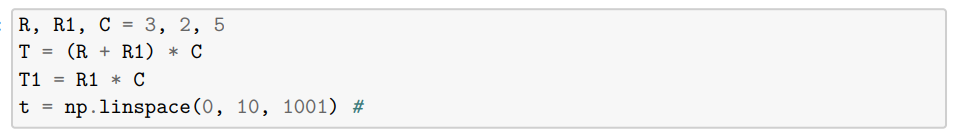 R, R1, C = 3, 2, 5
T = (R + R1) * C
T1 = R1 * C
t = np.linspace(0, 10, 1001) #